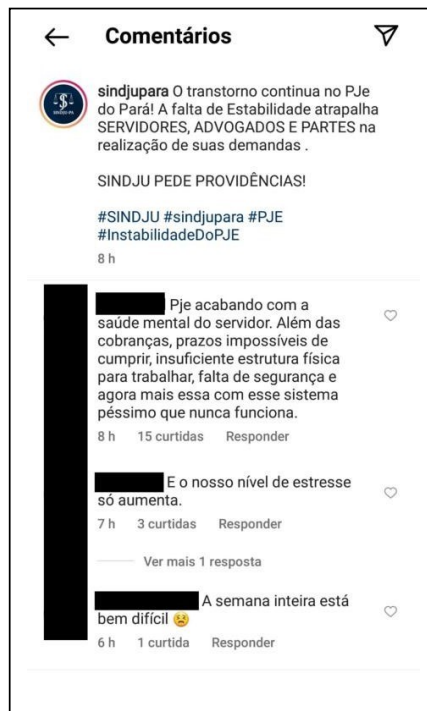 Comentários
sindjupara O transtorno continua no PJe
do Pará! A falta de Estabilidade atrapalha
SERVIDORES, ADVOGADOS E PARTES na
realização de suas demandas .
SINDJU PEDE PROVIDÊNCIAS!
#SINDJU #sindjupara #PJE
#InstabilidadeDoPJE
8 h
Pje acabando com a
saúde mental do servidor. Além das
cobranças, prazos impossíveis de
cumprir, insuficiente estrutura física
para trabalhar, falta de segurança e
agora mais essa com esse sistema
péssimo que nunca funciona.
8 h 15 curtidas Responder
E o nosso nível de estresse
só aumenta.
7 h 3 curtidas Responder
Ver mais 1 resposta
A semana inteira está
bem difícil 😫
6 h 1 curtida Responder